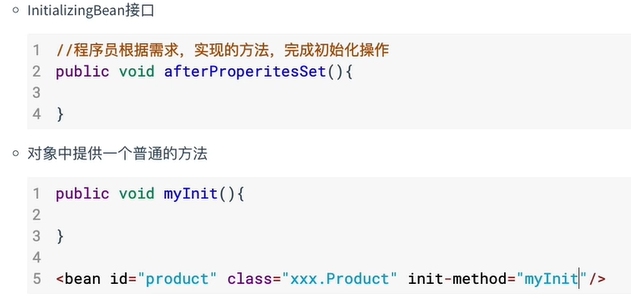 InitializingBean接口
1 //程序员根据需求，实现的方法，完成初始化操作
2 public void afterProperitesSet(){
3
4 }
对象中提供一个普通的方法
1 public void myInit(){
2
3 }
4
5 <bean id="product" class="xxx.Product" init-method="myInit"/>